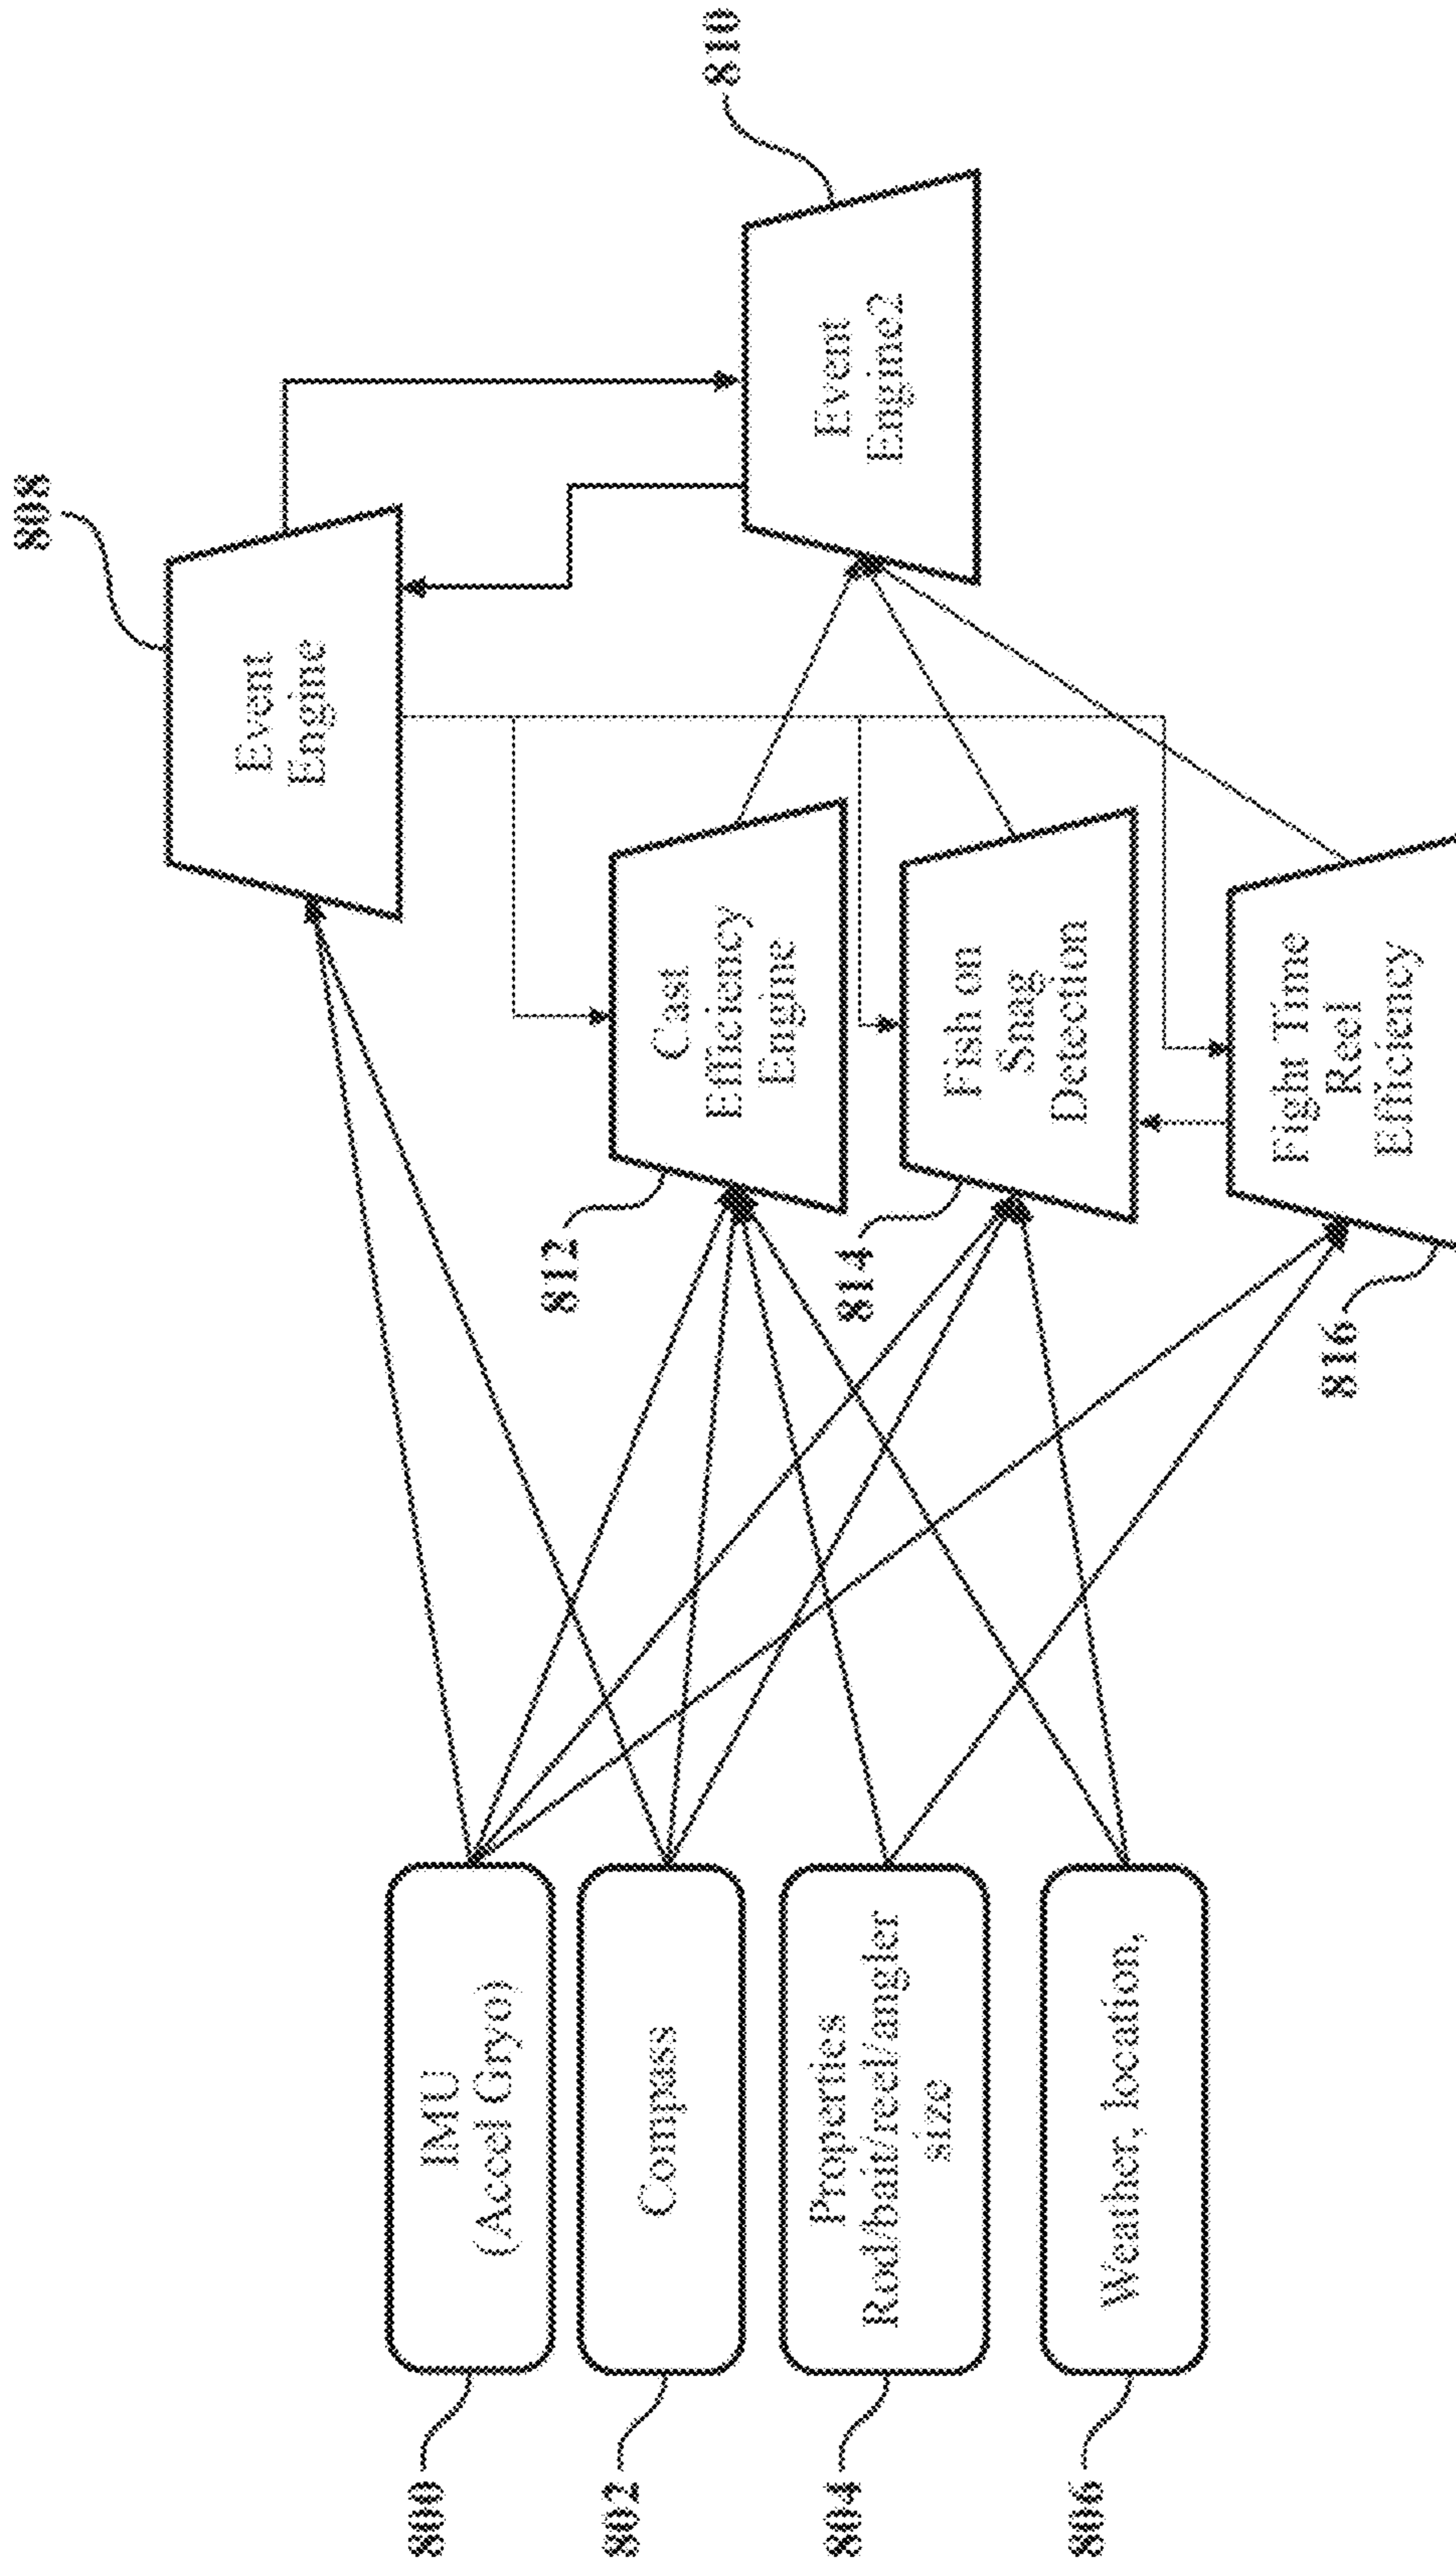 800
IMU
(Accel Gryo)
802
Compass
804
Properties
Rod/bait/reel/angler
size
806
Weather, location,
808
Event
Engine
812
Cast
Efficiency
Engine
814
Fish on
Snag
Detection
816
Fight Time
Reel
Efficiency
810
Event
Engine2